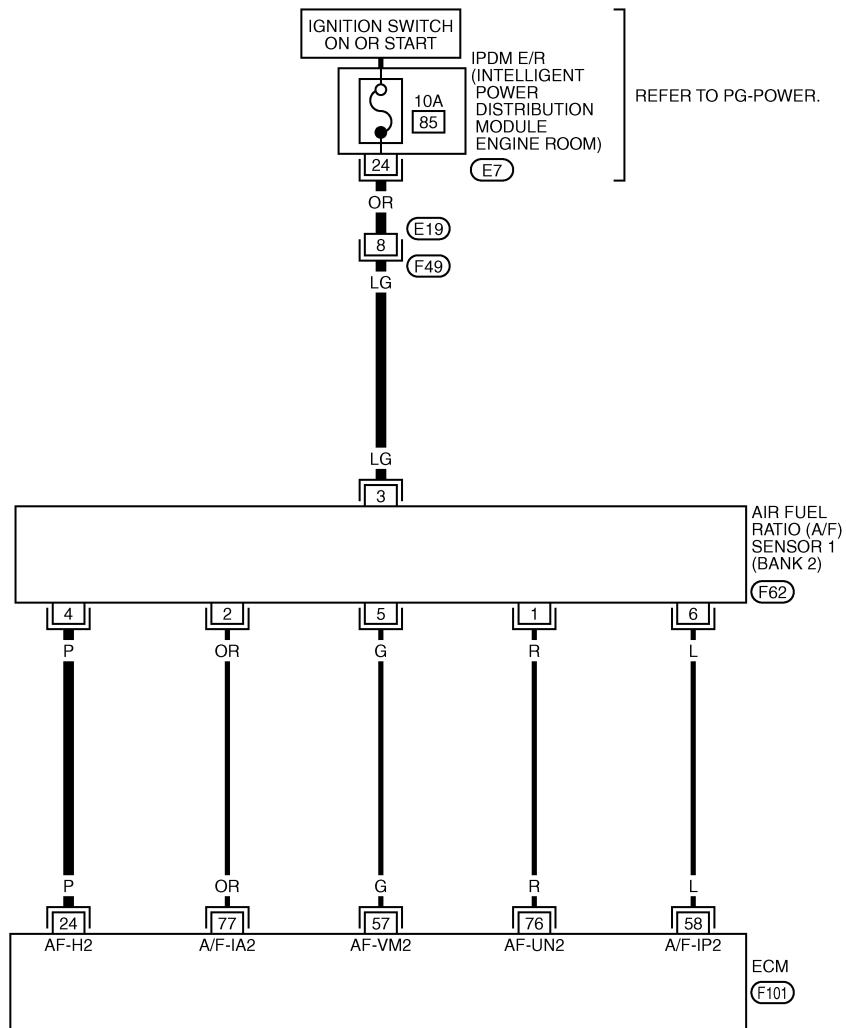 IGNITION SWITCH
ON OR START
IPDM E/R
(INTELLIGENT
POWER
DISTRIBUTION
MODULE
ENGINE ROOM)
REFER TO PG-POWER.
10A
85
24
E7
OR
E19
8
F49
LG
LG
3
AIR FUEL
RATIO (A/F)
SENSOR 1
(BANK 2)
F62
4 2 5 1 6
P OR G R L
P OR G R L
24 77 57 76 58
AF-H2 A/F-IA2 AF-VM2 AF-UN2 A/F-IP2
ECM
F101